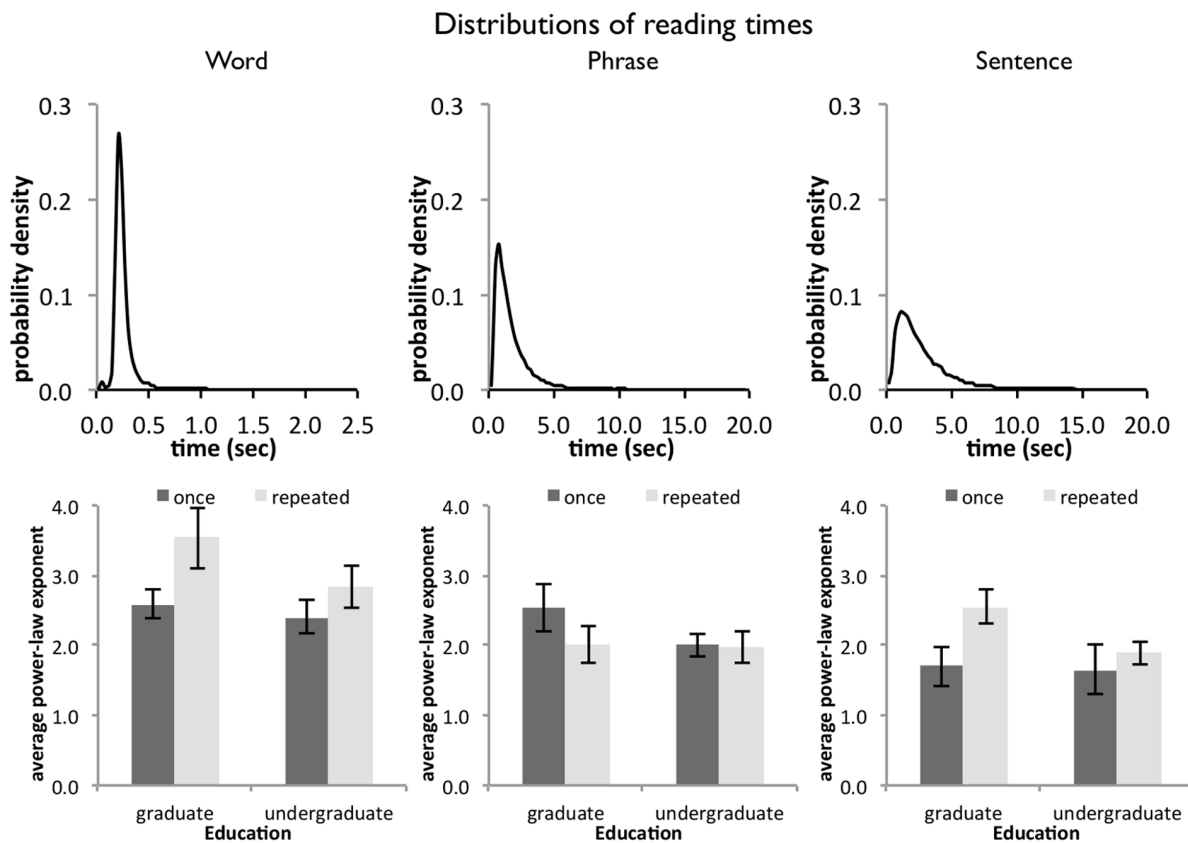 Distributions of reading times
Word
Phrase
Sentence
probability density
0.3
0.2
0.1
0.0
0.0 0.5 1.0 1.5 2.0 2.5
time (sec)
probability density
0.3
0.2
0.1
0.0
0.0 5.0 10.0 15.0 20.0
time (sec)
probability density
0.3
0.2
0.1
0.0
0.0 5.0 10.0 15.0 20.0
time (sec)
once repeated
average power-law exponent
4.0
3.0
2.0
1.0
0.0
graduate undergraduate
Education
once repeated
average power-law exponent
4.0
3.0
2.0
1.0
0.0
graduate undergraduate
Education
once repeated
average power-law exponent
4.0
3.0
2.0
1.0
0.0
graduate undergraduate
Education